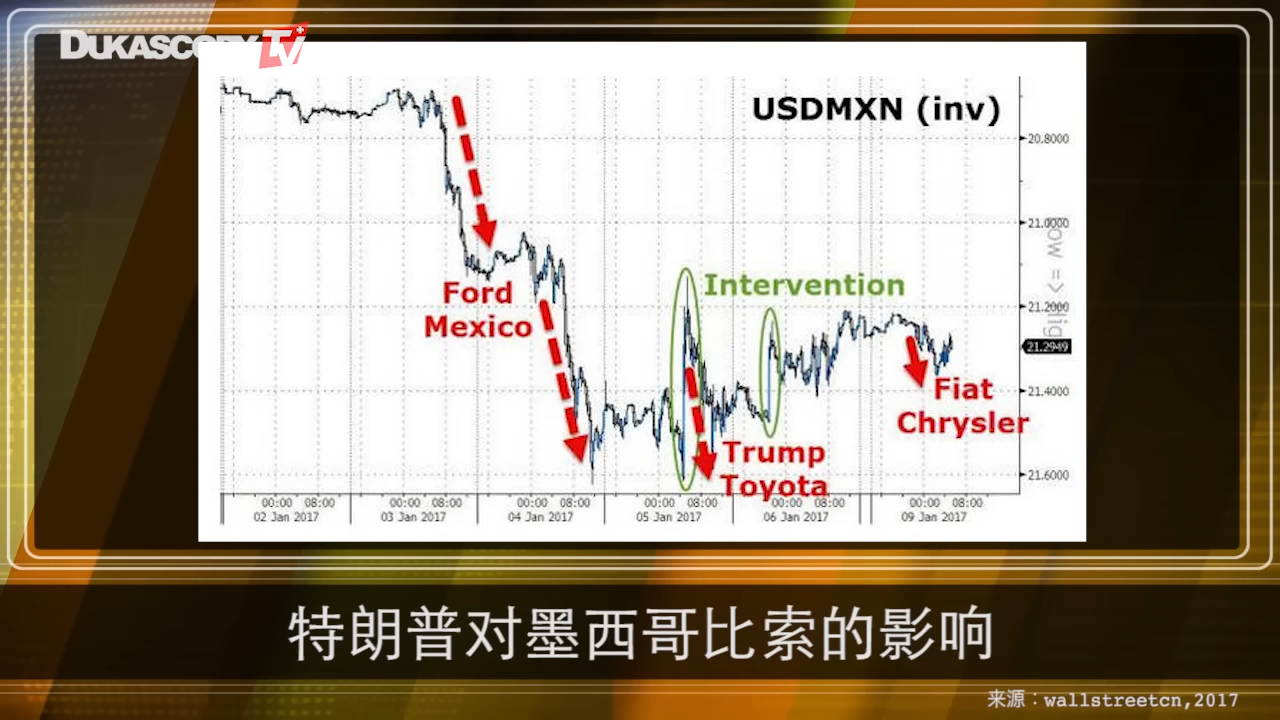 DUKASCOPY TV
USDMXN (inv)
20.8000
21.0000
21.2000
21.2949
21.4000
21.6000
Ford
Mexico
Intervention
Trump
Toyota
Fiat
Chrysler
00:00 08:00 00:00 08:00 00:00 08:00 00:00 08:00 00:00 08:00 00:00 08:00
02 Jan 2017 03 Jan 2017 04 Jan 2017 05 Jan 2017 06 Jan 2017 09 Jan 2017
特朗普对墨西哥比索的影响
来源：wallstreetcn,2017